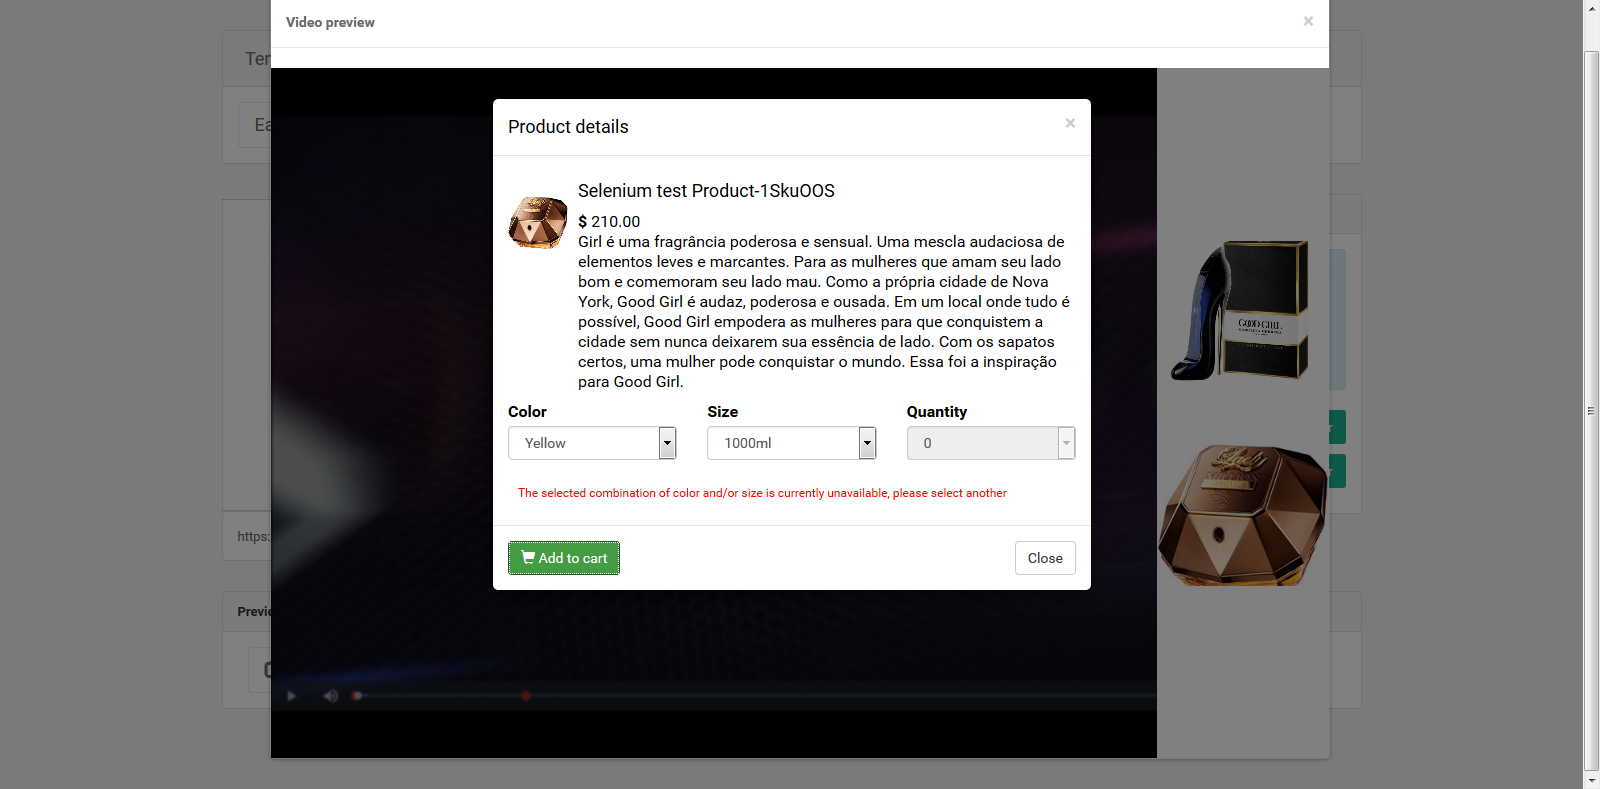 Video preview
×
Product details
×
Selenium test Product-1SkuOOS
$ 210.00
Girl é uma fragrância poderosa e sensual. Uma mescla audaciosa de
elementos leves e marcantes. Para as mulheres que amam seu lado
bom e comemoram seu lado mau. Como a própria cidade de Nova
York, Good Girl é audaz, poderosa e ousada. Em um local onde tudo é
possível, Good Girl empodera as mulheres para que conquistem a
cidade sem nunca deixarem sua essência de lado. Com os sapatos
certos, uma mulher pode conquistar o mundo. Essa foi a inspiração
para Good Girl.
Color Size Quantity
Yellow 1000ml 0
The selected combination of color and/or size is currently unavailable, please select another
Add to cart Close
GOOD GIRL
Lady
https: